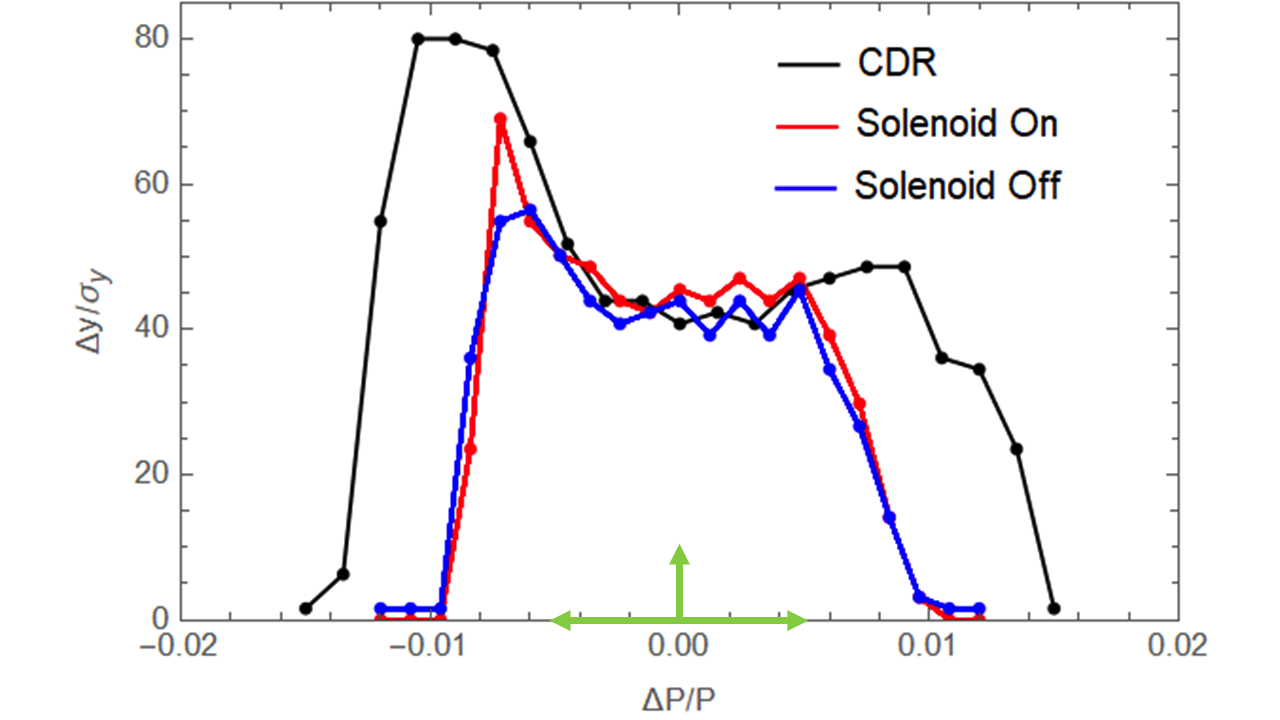 80
60
40
20
0
Δy/σy
CDR
Solenoid On
Solenoid Off
−0.02 −0.01 0.00 0.01 0.02
ΔP/P